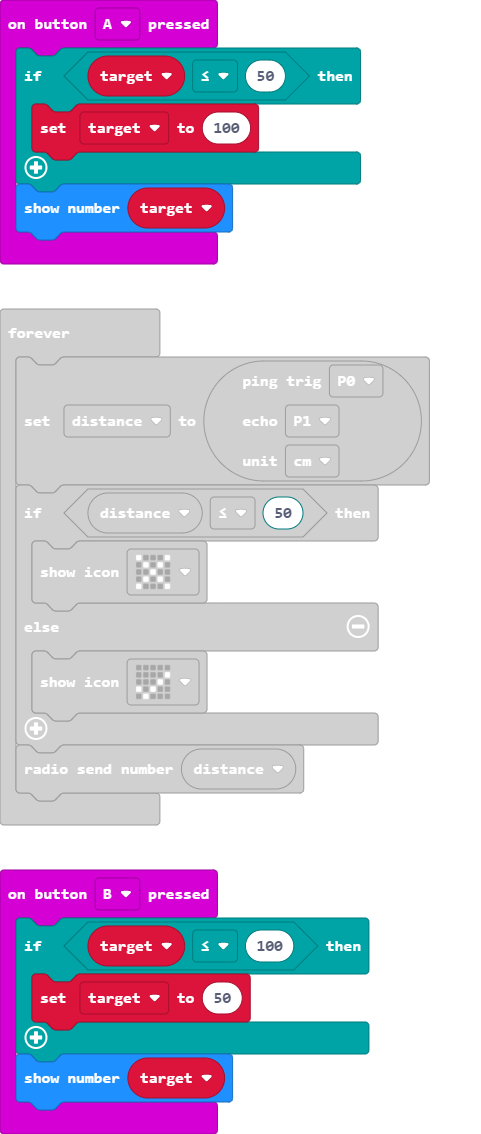 on button A pressed
if target ≤ 50 then
set target to 100
show number target
forever
ping trig P0
set distance to echo P1
unit cm
if distance ≤ 50 then
show icon
else
show icon
radio send number distance
on button B pressed
if target ≤ 100 then
set target to 50
show number target